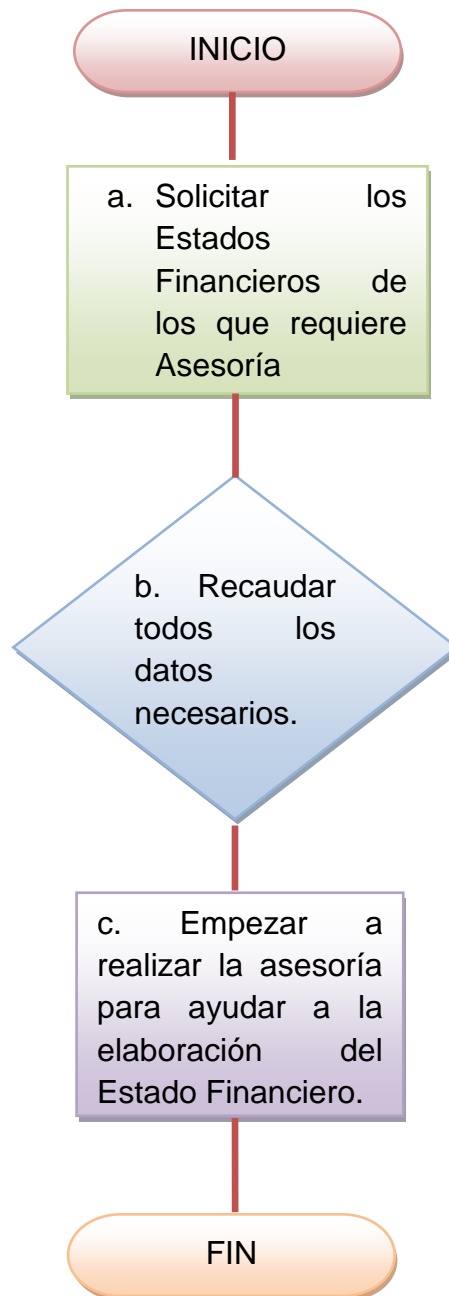 INICIO
a. Solicitar los
Estados
Financieros de
los que requiere
Asesoría
b. Recaudar
todos los
datos
necesarios.
c. Empezar a
realizar la asesoría
para ayudar a la
elaboración del
Estado Financiero.
FIN